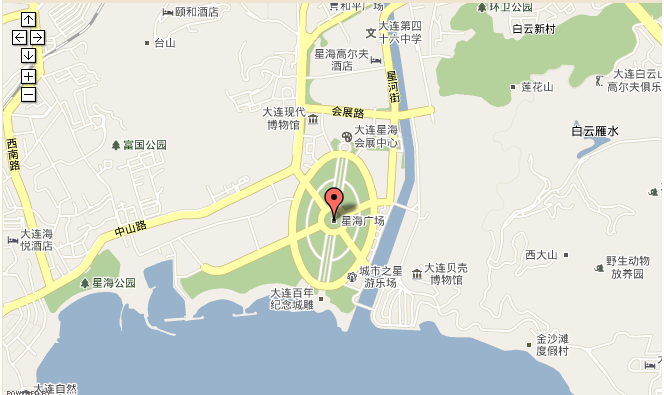 营和平广场
环卫公园
颐和酒店
大连第四
十六中学
白云新村
台山
星海高尔夫
酒店
大连白云山
高尔夫俱乐
星河街
莲花山
会展路
大连现代
博物馆
大连星海
会展中心
白云雁水
西南路
富国公园
中山路
星海广场
大连海
悦酒店
西大山
野生动物
放养园
城市之星
游乐场
大连贝壳
博物馆
星海公园
大连百年
纪念城雕
金沙滩
度假村
大连自然
POWERED BY